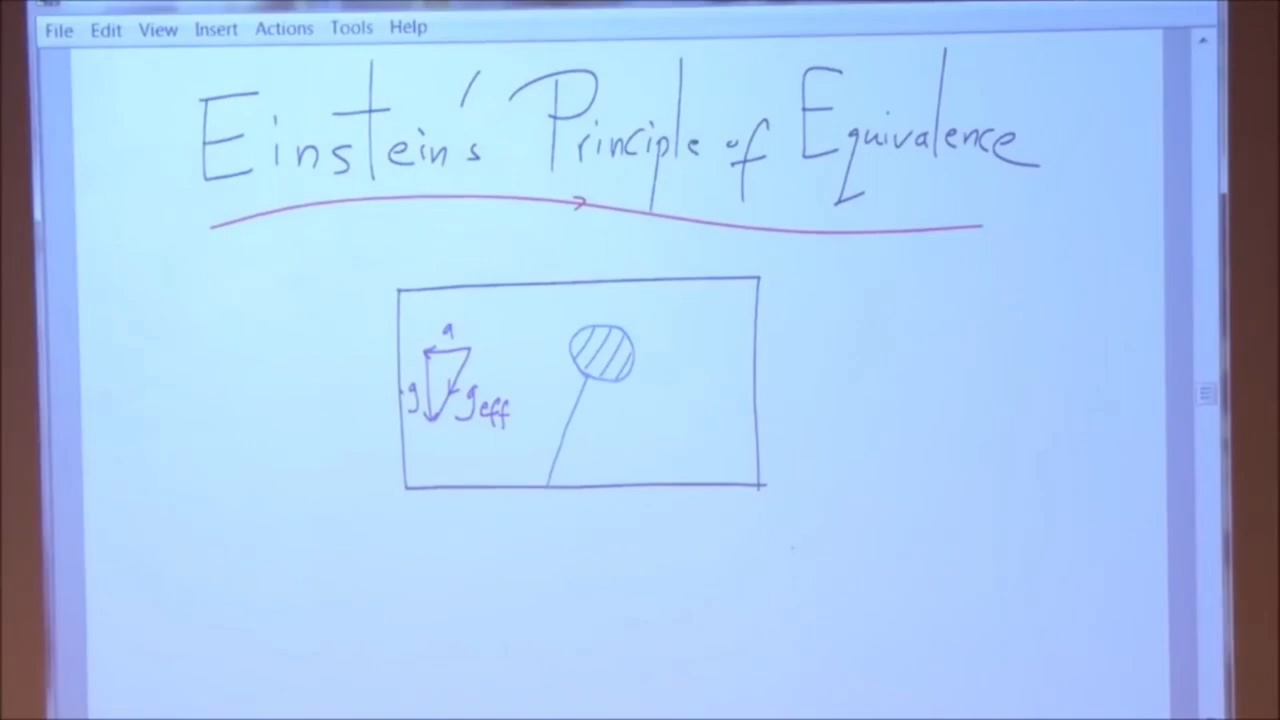 File Edit View Insert Actions Tools Help
Einstein's Principle of Equivalence
a
g geff